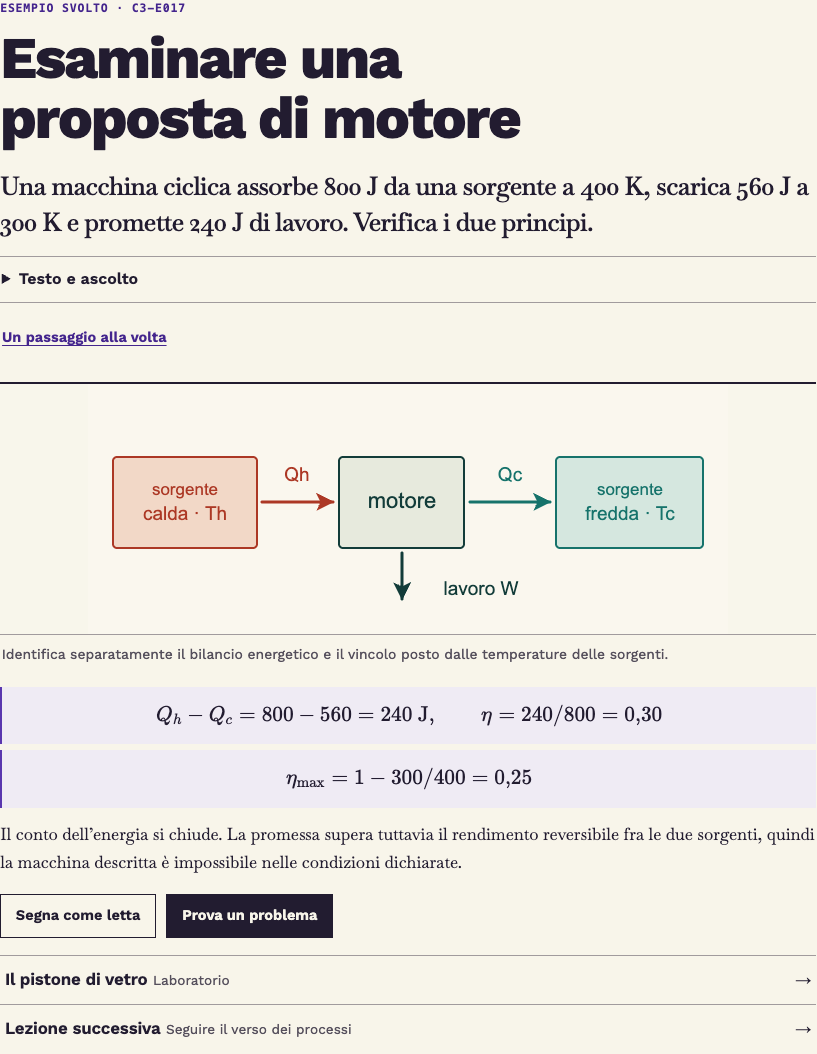 ESEMPIO SVOLTO · C3–E017
Esaminare una
proposta di motore
Una macchina ciclica assorbe 800 J da una sorgente a 400 K, scarica 560 J a
300 K e promette 240 J di lavoro. Verifica i due principi.
▶ Testo e ascolto
Un passaggio alla volta
sorgente
calda · Th
Qh
motore
Qc
sorgente
fredda · Tc
lavoro W
Identifica separatamente il bilancio energetico e il vincolo posto dalle temperature delle sorgenti.
Q_h − Q_c = 800 − 560 = 240 J, η = 240/800 = 0,30
η_max = 1 − 300/400 = 0,25
Il conto dell’energia si chiude. La promessa supera tuttavia il rendimento reversibile fra le due sorgenti, quindi
la macchina descritta è impossibile nelle condizioni dichiarate.
Segna come letta Prova un problema
Il pistone di vetro Laboratorio →
Lezione successiva Seguire il verso dei processi →